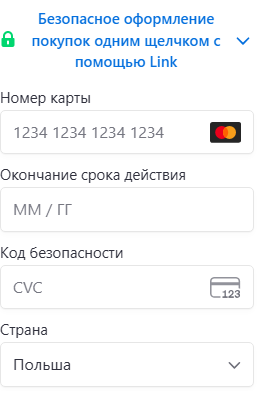 Безопасное оформление
покупок одним щелчком с
помощью Link
Номер карты
1234 1234 1234 1234
Окончание срока действия
ММ / ГГ
Код безопасности
CVC
123
Страна
Польша